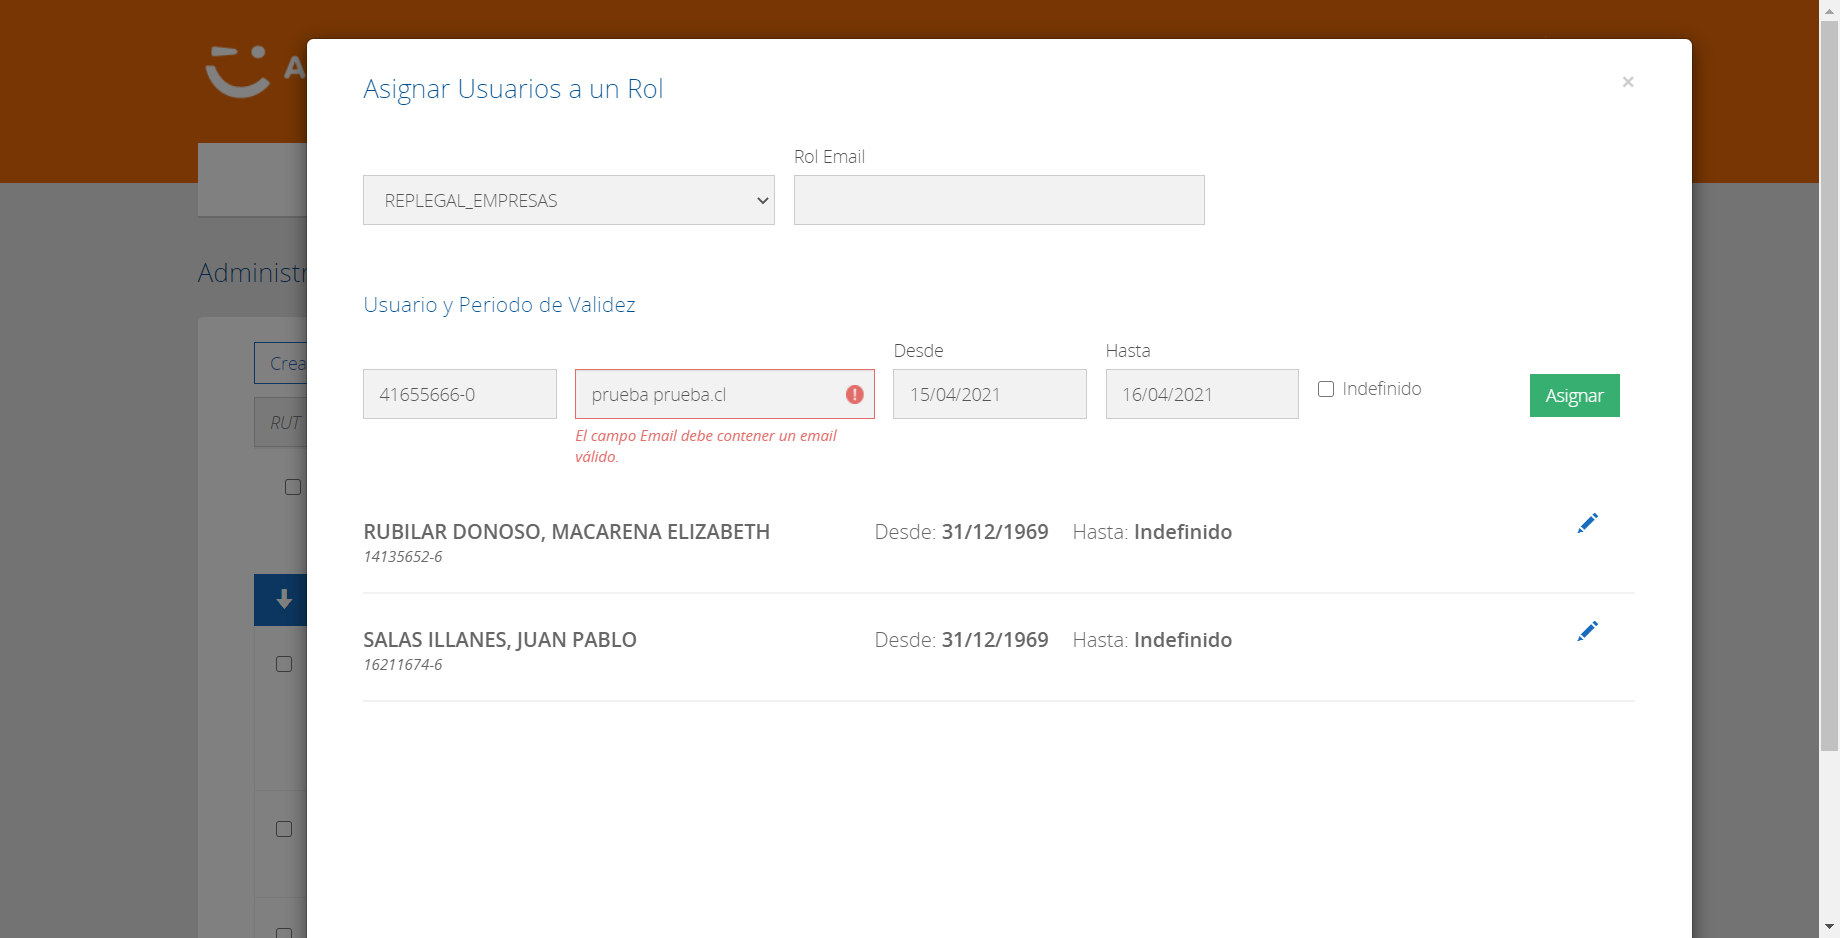 A
Asignar Usuarios a un Rol
×
Rol Email
REPLEGAL_EMPRESAS
Administr
Usuario y Periodo de Validez
Desde
Hasta
Crea
41655666-0
prueba prueba.cl
15/04/2021
16/04/2021
Indefinido
Asignar
RUT
El campo Email debe contener un email
válido.
RUBILAR DONOSO, MACARENA ELIZABETH
Desde: 31/12/1969 Hasta: Indefinido
14135652-6
SALAS ILLANES, JUAN PABLO
Desde: 31/12/1969 Hasta: Indefinido
16211674-6